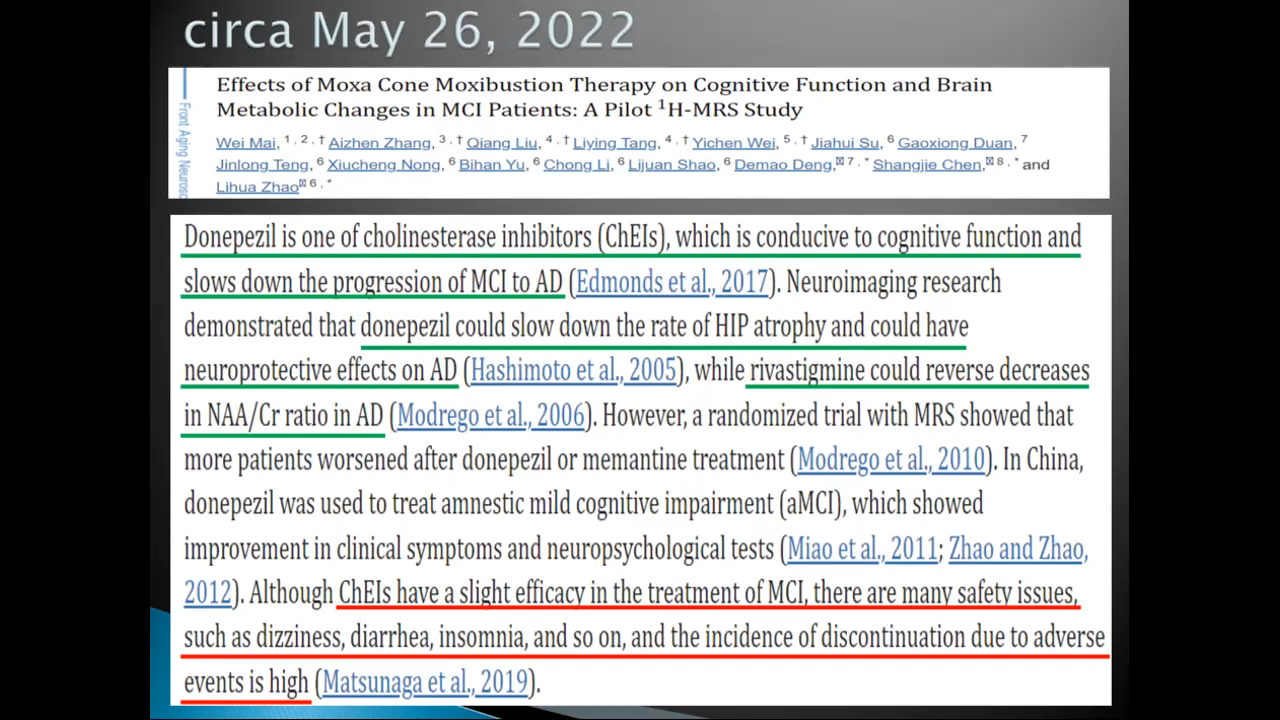 circa May 26, 2022
Front Aging Neurosc
Effects of Moxa Cone Moxibustion Therapy on Cognitive Function and Brain
Metabolic Changes in MCI Patients: A Pilot ¹H-MRS Study
Wei Mai, 1, 2, † Aizhen Zhang, 3, † Qiang Liu, 4, † Liying Tang, 4, † Yichen Wei, 5, † Jiahui Su, 6 Gaoxiong Duan, 7
Jinlong Teng, 6 Xiucheng Nong, 6 Bihan Yu, 6 Chong Li, 6 Lijuan Shao, 6 Demao Deng, 7, * Shangjie Chen, 8, * and
Lihua Zhao 6, *
Donepezil is one of cholinesterase inhibitors (ChEIs), which is conducive to cognitive function and
slows down the progression of MCI to AD (Edmonds et al., 2017). Neuroimaging research
demonstrated that donepezil could slow down the rate of HIP atrophy and could have
neuroprotective effects on AD (Hashimoto et al., 2005), while rivastigmine could reverse decreases
in NAA/Cr ratio in AD (Modrego et al., 2006). However, a randomized trial with MRS showed that
more patients worsened after donepezil or memantine treatment (Modrego et al., 2010). In China,
donepezil was used to treat amnestic mild cognitive impairment (aMCI), which showed
improvement in clinical symptoms and neuropsychological tests (Miao et al., 2011; Zhao and Zhao,
2012). Although ChEIs have a slight efficacy in the treatment of MCI, there are many safety issues,
such as dizziness, diarrhea, insomnia, and so on, and the incidence of discontinuation due to adverse
events is high (Matsunaga et al., 2019).